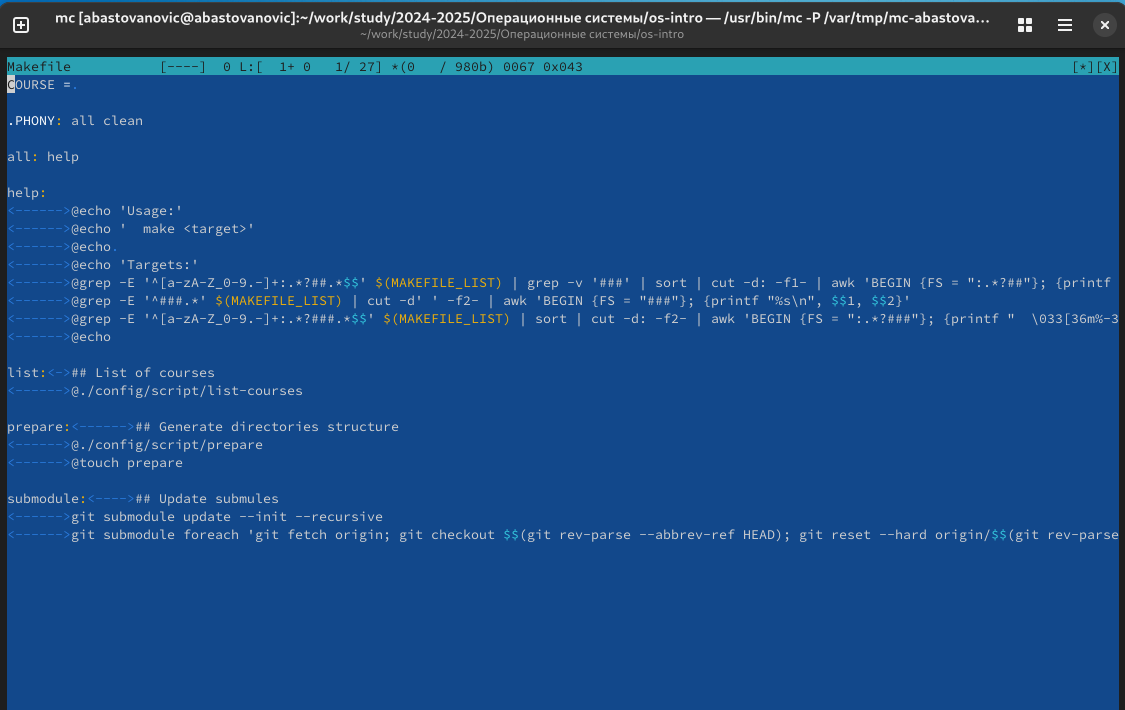 mc [abastovanovic@abastovanovic]:~/work/study/2024-2025/Операционные системы/os-intro — /usr/bin/mc -P /var/tmp/mc-abastova…
~/work/study/2024-2025/Операционные системы/os-intro
Makefile [----] 0 L:[ 1+ 0 1/ 27] *(0 / 980b) 0067 0x043 [*][X]
COURSE =.
.PHONY: all clean
all: help
help:
<------>@echo 'Usage:'
<------>@echo '  make <target>'
<------>@echo.
<------>@echo 'Targets:'
<------>@grep -E '^[a-zA-Z_0-9.-]+:.*?##.*$$' $(MAKEFILE_LIST) | grep -v '###' | sort | cut -d: -f1- | awk 'BEGIN {FS = ":.*?##"}; {printf
<------>@grep -E '^###.*' $(MAKEFILE_LIST) | cut -d' ' -f2- | awk 'BEGIN {FS = "###"}; {printf "%s\n", $$1, $$2}'
<------>@grep -E '^[a-zA-Z_0-9.-]+:.*?###.*$$' $(MAKEFILE_LIST) | sort | cut -d: -f2- | awk 'BEGIN {FS = ":.*?###"}; {printf "  \033[36m%-3
<------>@echo
list:<->## List of courses
<------>@./config/script/list-courses
prepare:<------>## Generate directories structure
<------>@./config/script/prepare
<------>@touch prepare
submodule:<---->## Update submules
<------>git submodule update --init --recursive
<------>git submodule foreach 'git fetch origin; git checkout $$(git rev-parse --abbrev-ref HEAD); git reset --hard origin/$$(git rev-parse